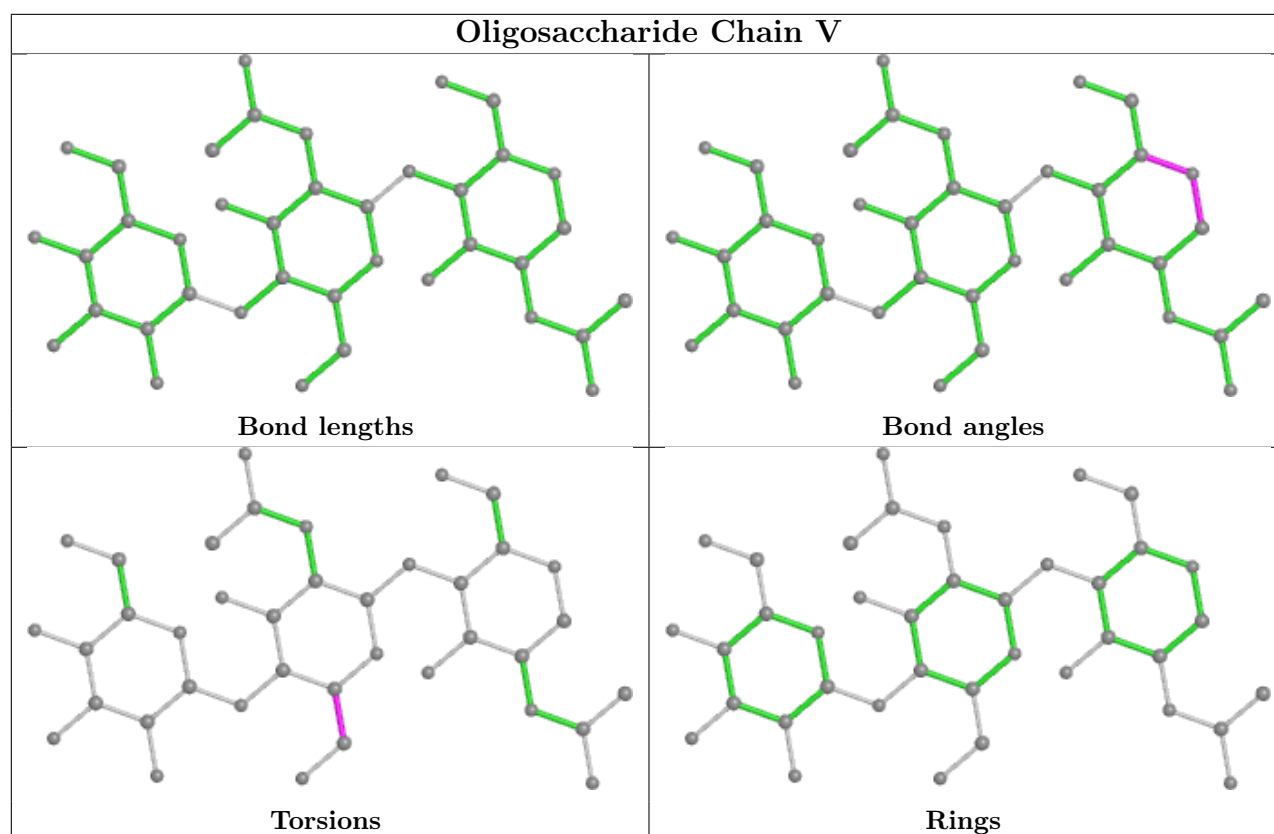 Oligosaccharide Chain V
Bond lengths
Bond angles
Torsions
Rings